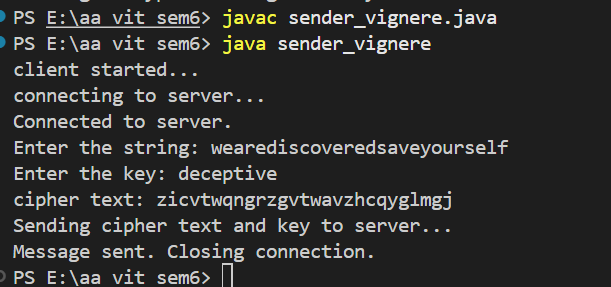 PS E:\aa vit sem6> javac sender_vignere.java
PS E:\aa vit sem6> java sender_vignere
client started...
connecting to server...
Connected to server.
Enter the string: wearediscoveredsaveyourself
Enter the key: deceptive
cipher text: zicvtwqngrzgvtwavzhcqyglmgj
Sending cipher text and key to server...
Message sent. Closing connection.
PS E:\aa vit sem6>